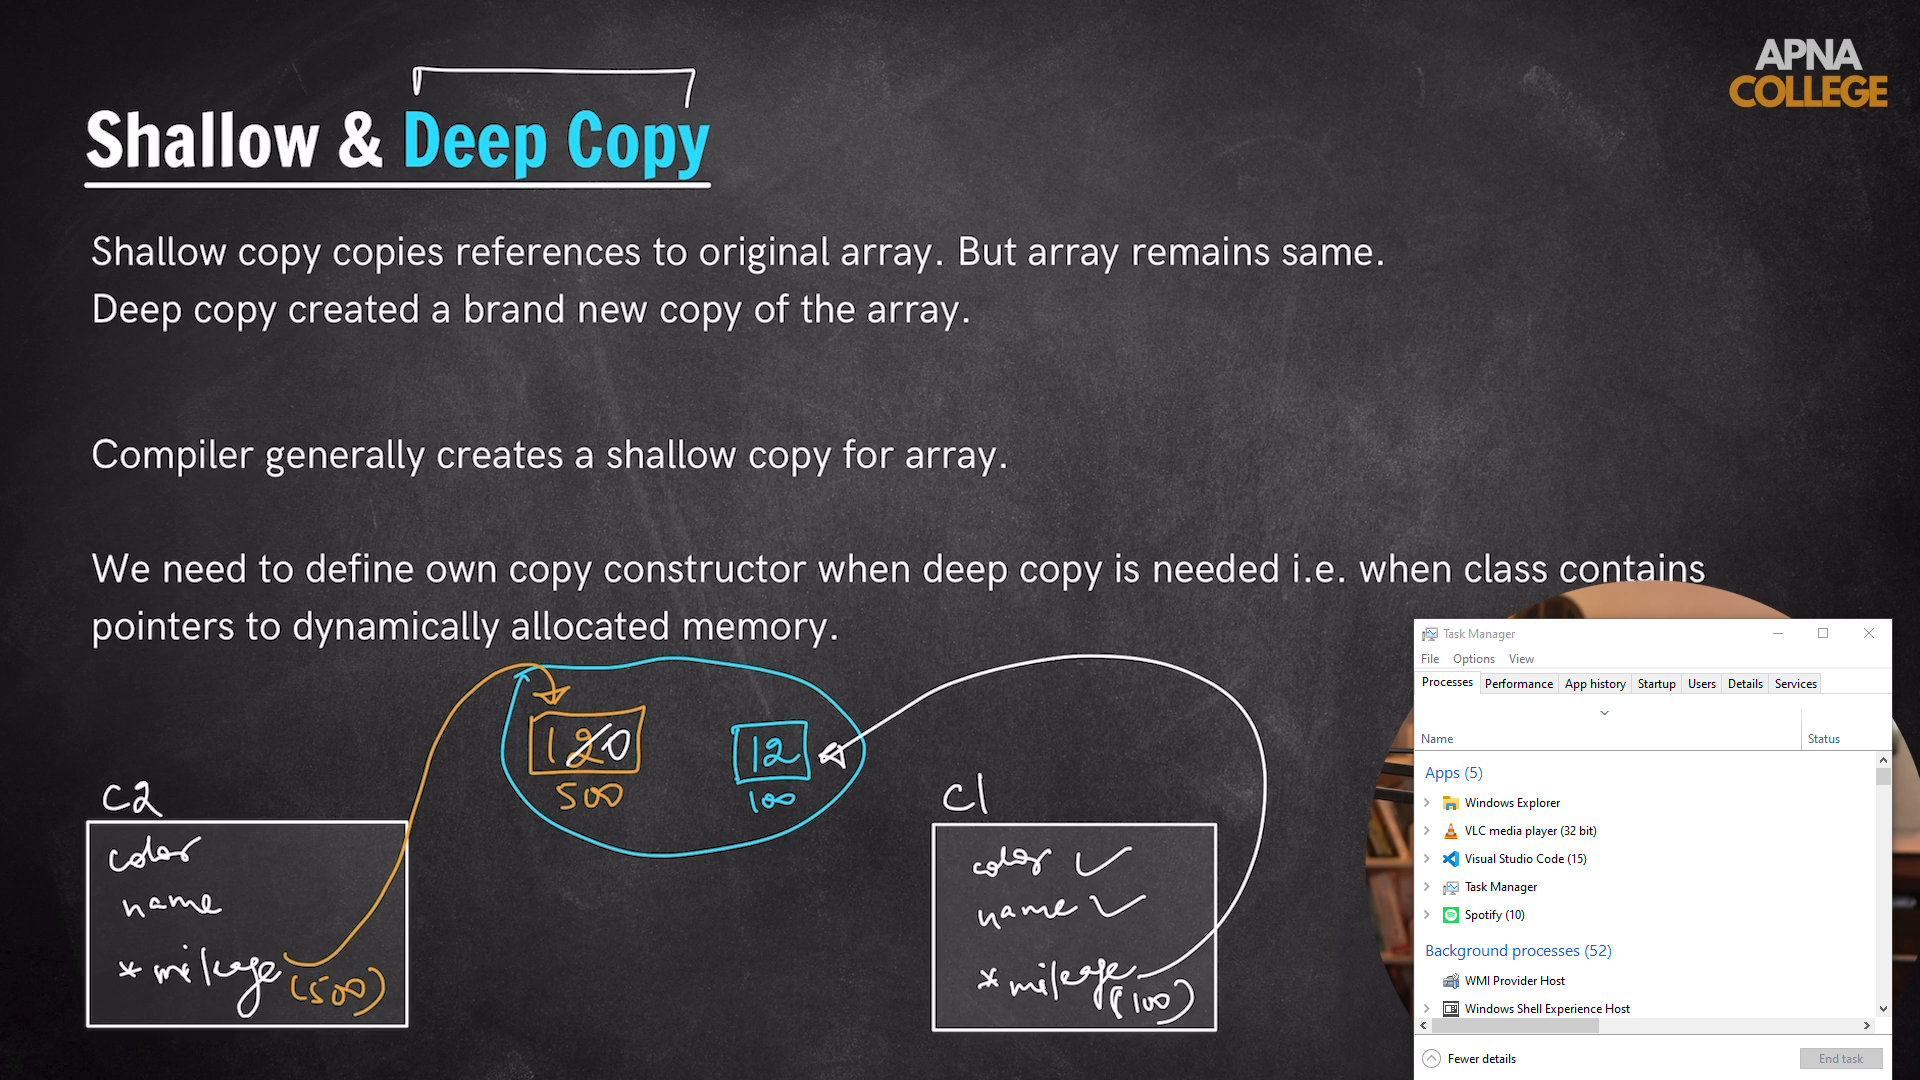 APNA
COLLEGE
Shallow & Deep Copy
Shallow copy copies references to original array. But array remains same.
Deep copy created a brand new copy of the array.
Compiler generally creates a shallow copy for array.
We need to define own copy constructor when deep copy is needed i.e. when class contains
pointers to dynamically allocated memory.
120
500
12
100
C2
color
name
*mileage (500)
C1
color
name
*mileage (100)
Task Manager
File Options View
Processes Performance App history Startup Users Details Services
Name Status
Apps (5)
Windows Explorer
VLC media player (32 bit)
Visual Studio Code (15)
Task Manager
Spotify (10)
Background processes (52)
WMI Provider Host
Windows Shell Experience Host
Fewer details
End task